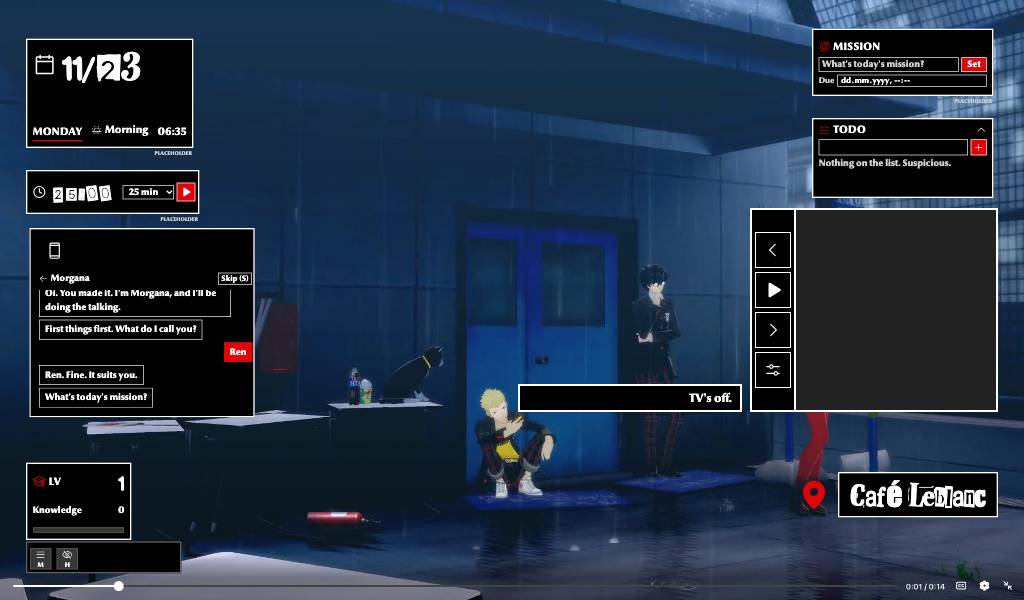 11/23
MONDAY Morning 06:35
PLACEHOLDER
25:00 25 min
PLACEHOLDER
Morgana Skip (S)
Oi. You made it. I'm Morgana, and I'll be
doing the talking.
First things first. What do I call you?
Ren
Ren. Fine. It suits you.
What's today's mission?
LV 1
Knowledge 0
M H
MISSION
What's today's mission? Set
Due dd.mm.yyyy, --:--
PLACEHOLDER
TODO
+
Nothing on the list. Suspicious.
TV's off.
Café Leblanc
0:01 / 0:14
CC